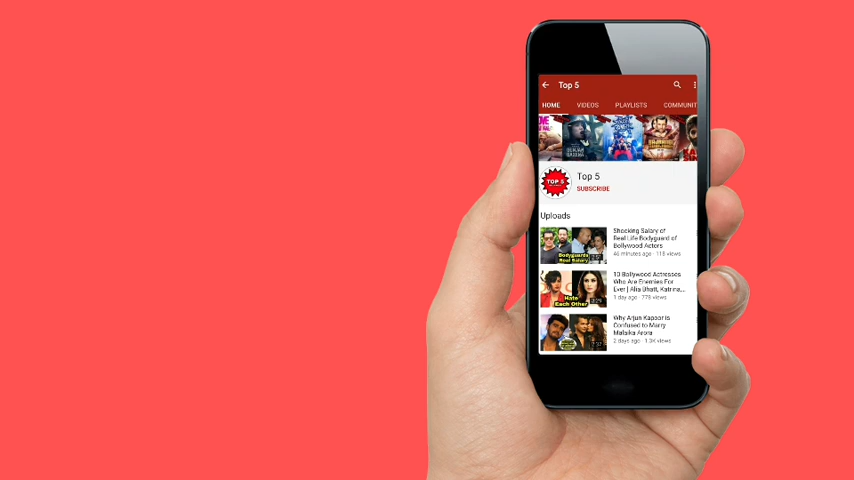 Top 5
HOME VIDEOS PLAYLISTS COMMUNIT
TOP 5
Top 5
SUBSCRIBE
Uploads
Bodyguards
Real Salary
Shocking Salary of
Real Life Bodyguard of
Bollywood Actors
46 minutes ago · 118 views
Hate
Each Other
10 Bollywood Actresses
Who Are Enemies For
Ever | Alia Bhatt, Katrina,...
1 day ago · 778 views
Why Arjun Kapoor is
Confused to Marry
Malaika Arora
2 days ago · 1.3K views